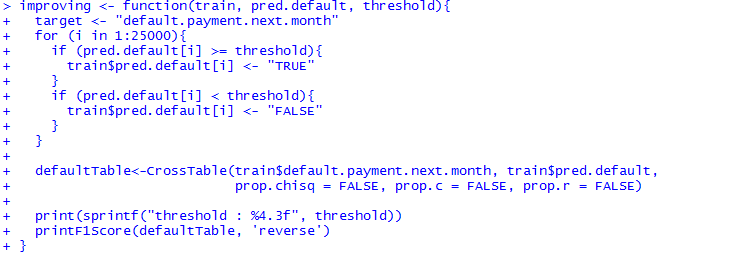 > improving <- function(train, pred.default, threshold){
+   target <- "default.payment.next.month"
+   for (i in 1:25000){
+     if (pred.default[i] >= threshold){
+       train$pred.default[i] <- "TRUE"
+     }
+     if (pred.default[i] < threshold){
+       train$pred.default[i] <- "FALSE"
+     }
+   }
+
+   defaultTable<-CrossTable(train$default.payment.next.month, train$pred.default,
+                            prop.chisq = FALSE, prop.c = FALSE, prop.r = FALSE)
+
+   print(sprintf("threshold : %4.3f", threshold))
+   printF1Score(defaultTable, 'reverse')
+ }